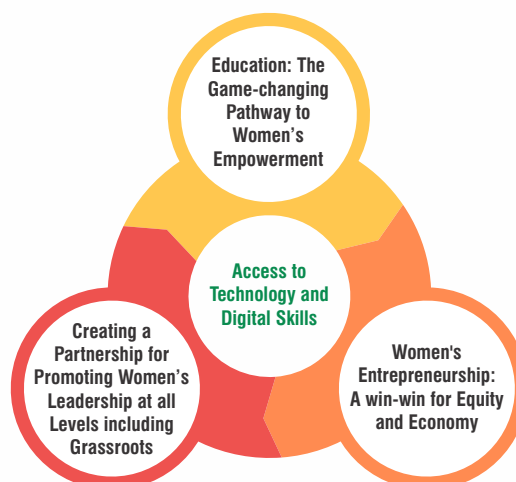 Education: The
Game-changing
Pathway to
Women’s
Empowerment
Access to
Technology and
Digital Skills
Creating a
Partnership for
Promoting Women’s
Leadership at all
Levels including
Grassroots
Women's
Entrepreneurship:
A win-win for Equity
and Economy